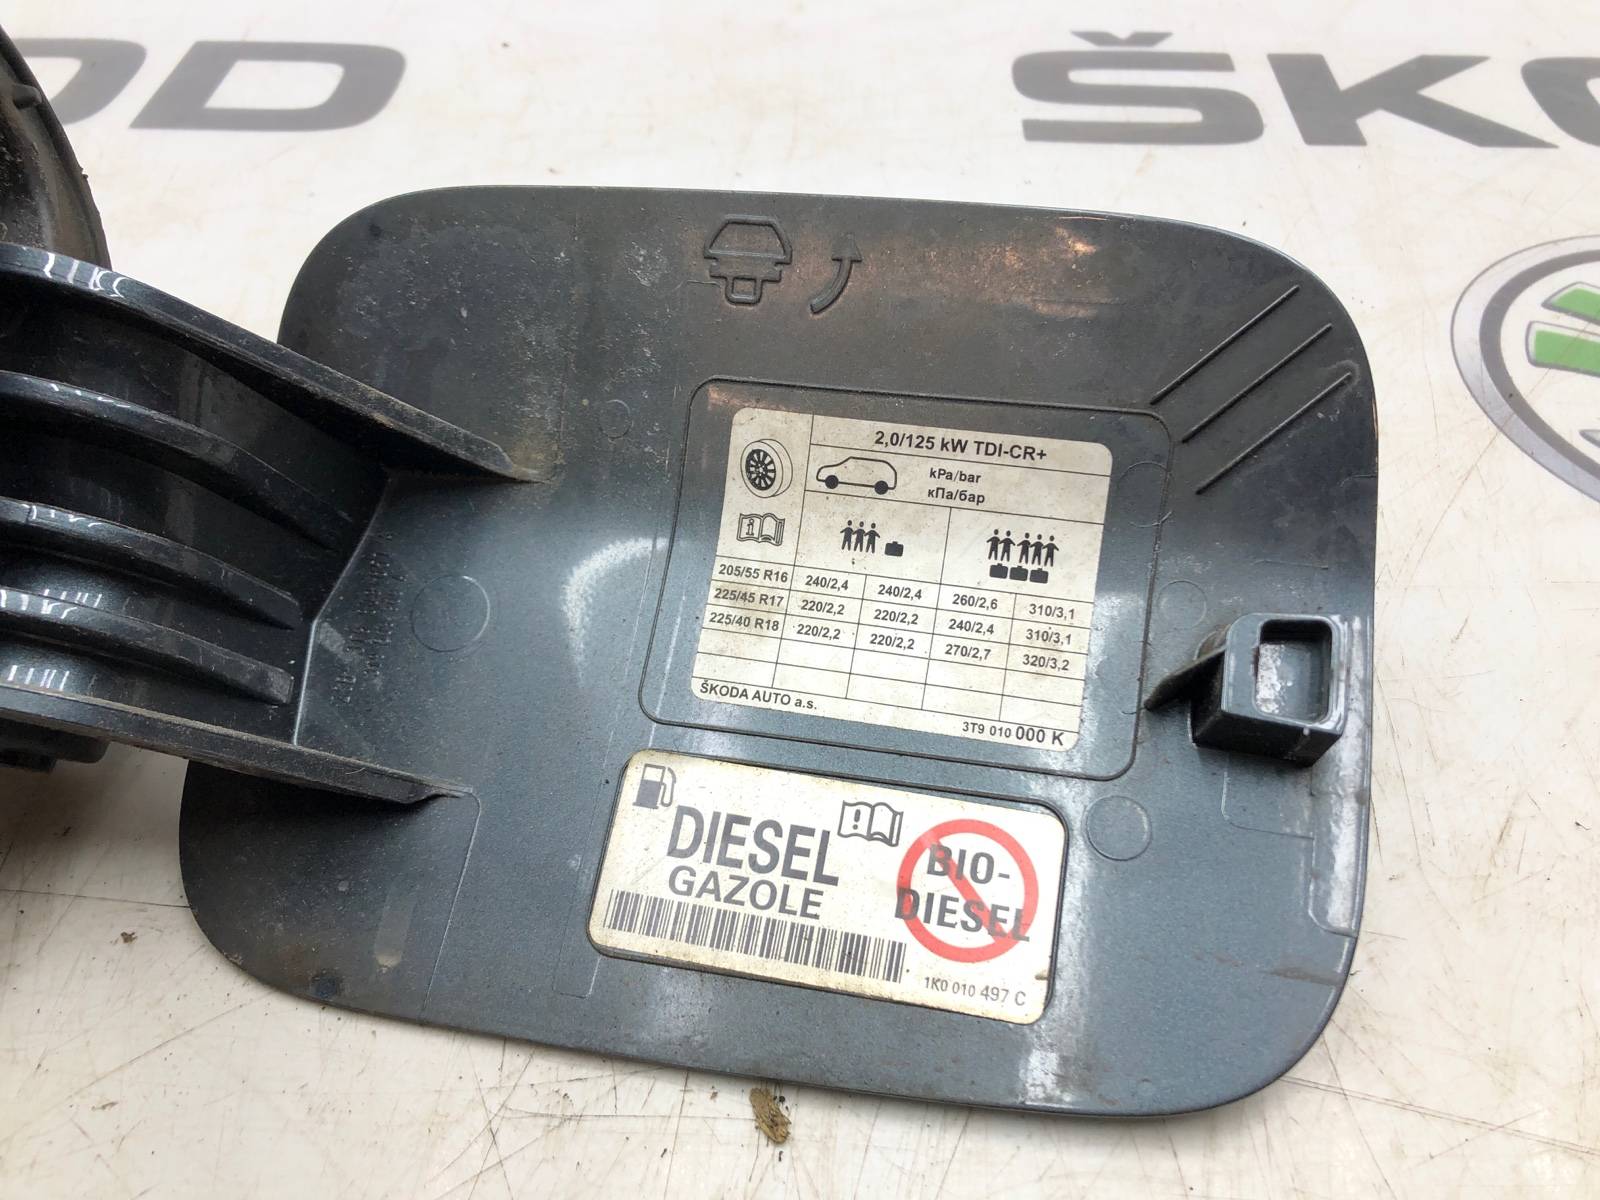 ŠKO
2,0/125 kW TDI-CR+
kPa/bar
кПа/бар
205/55 R16 240/2,4 240/2,4 260/2,6 310/3,1
225/45 R17 220/2,2 220/2,2 240/2,4 310/3,1
225/40 R18 220/2,2 220/2,2 270/2,7 320/3,2
ŠKODA AUTO a.s.
3T9 010 000 K
DIESEL
GAZOLE
BIO-
DIESEL
1K0 010 497 C